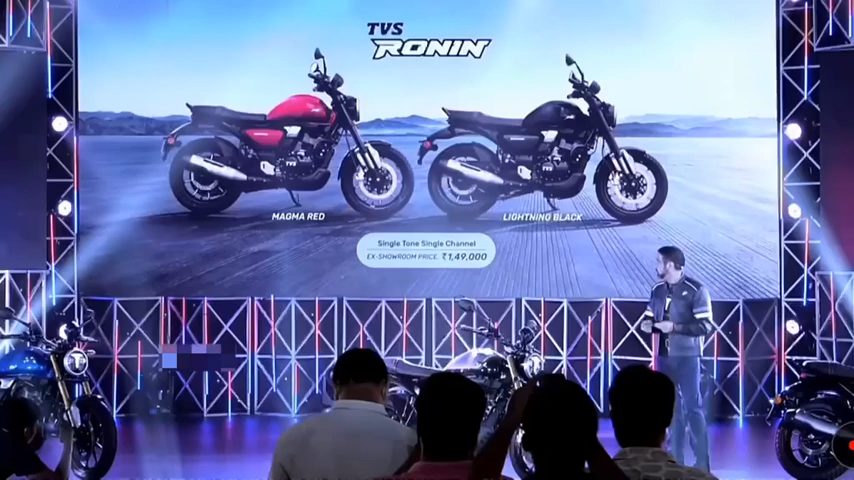 TVS
RONIN
MAGMA RED
LIGHTNING BLACK
Single Tone Single Channel
EX-SHOWROOM PRICE ₹1,49,000